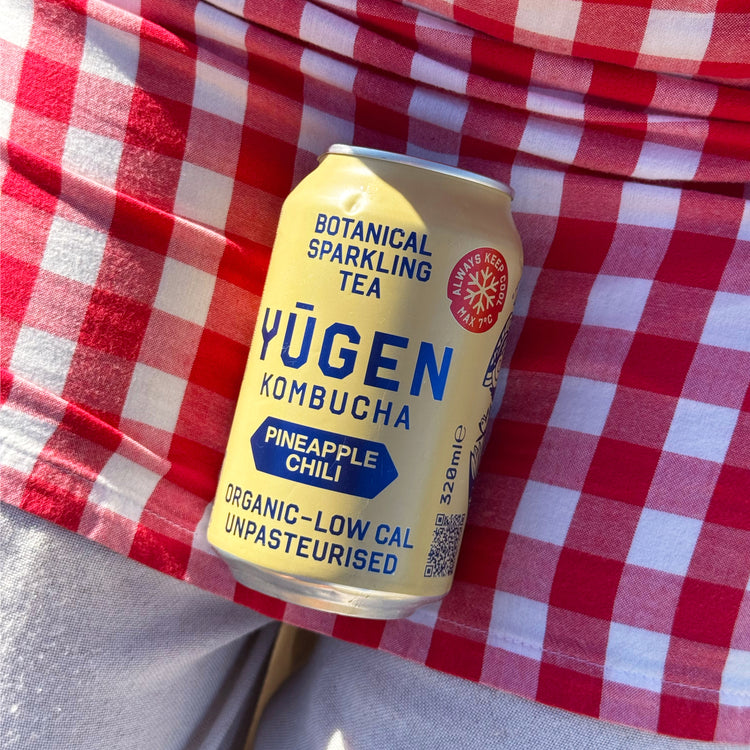 BOTANICAL
SPARKLING
TEA
ALWAYS KEEP COOL
MAX 7°C
YŪGEN
KOMBUCHA
PINEAPPLE
CHILI
320ml e
ORGANIC-LOW CAL
UNPASTEURISED